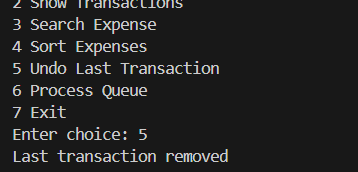 2 Show Transactions
3 Search Expense
4 Sort Expenses
5 Undo Last Transaction
6 Process Queue
7 Exit
Enter choice: 5
Last transaction removed